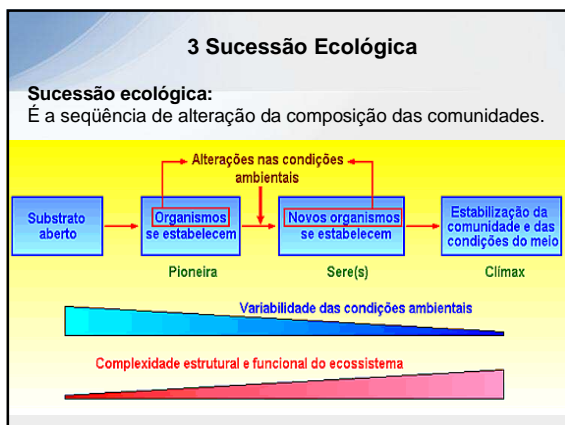 3 Sucessão Ecológica
Sucessão ecológica:
É a seqüência de alteração da composição das comunidades.
Alterações nas condições
ambientais
Substrato
aberto
Organismos
se estabelecem
Novos organismos
se estabelecem
Estabilização da
comunidade e das
condições do meio
Pioneira
Sere(s)
Clímax
Variabilidade das condições ambientais
Complexidade estrutural e funcional do ecossistema